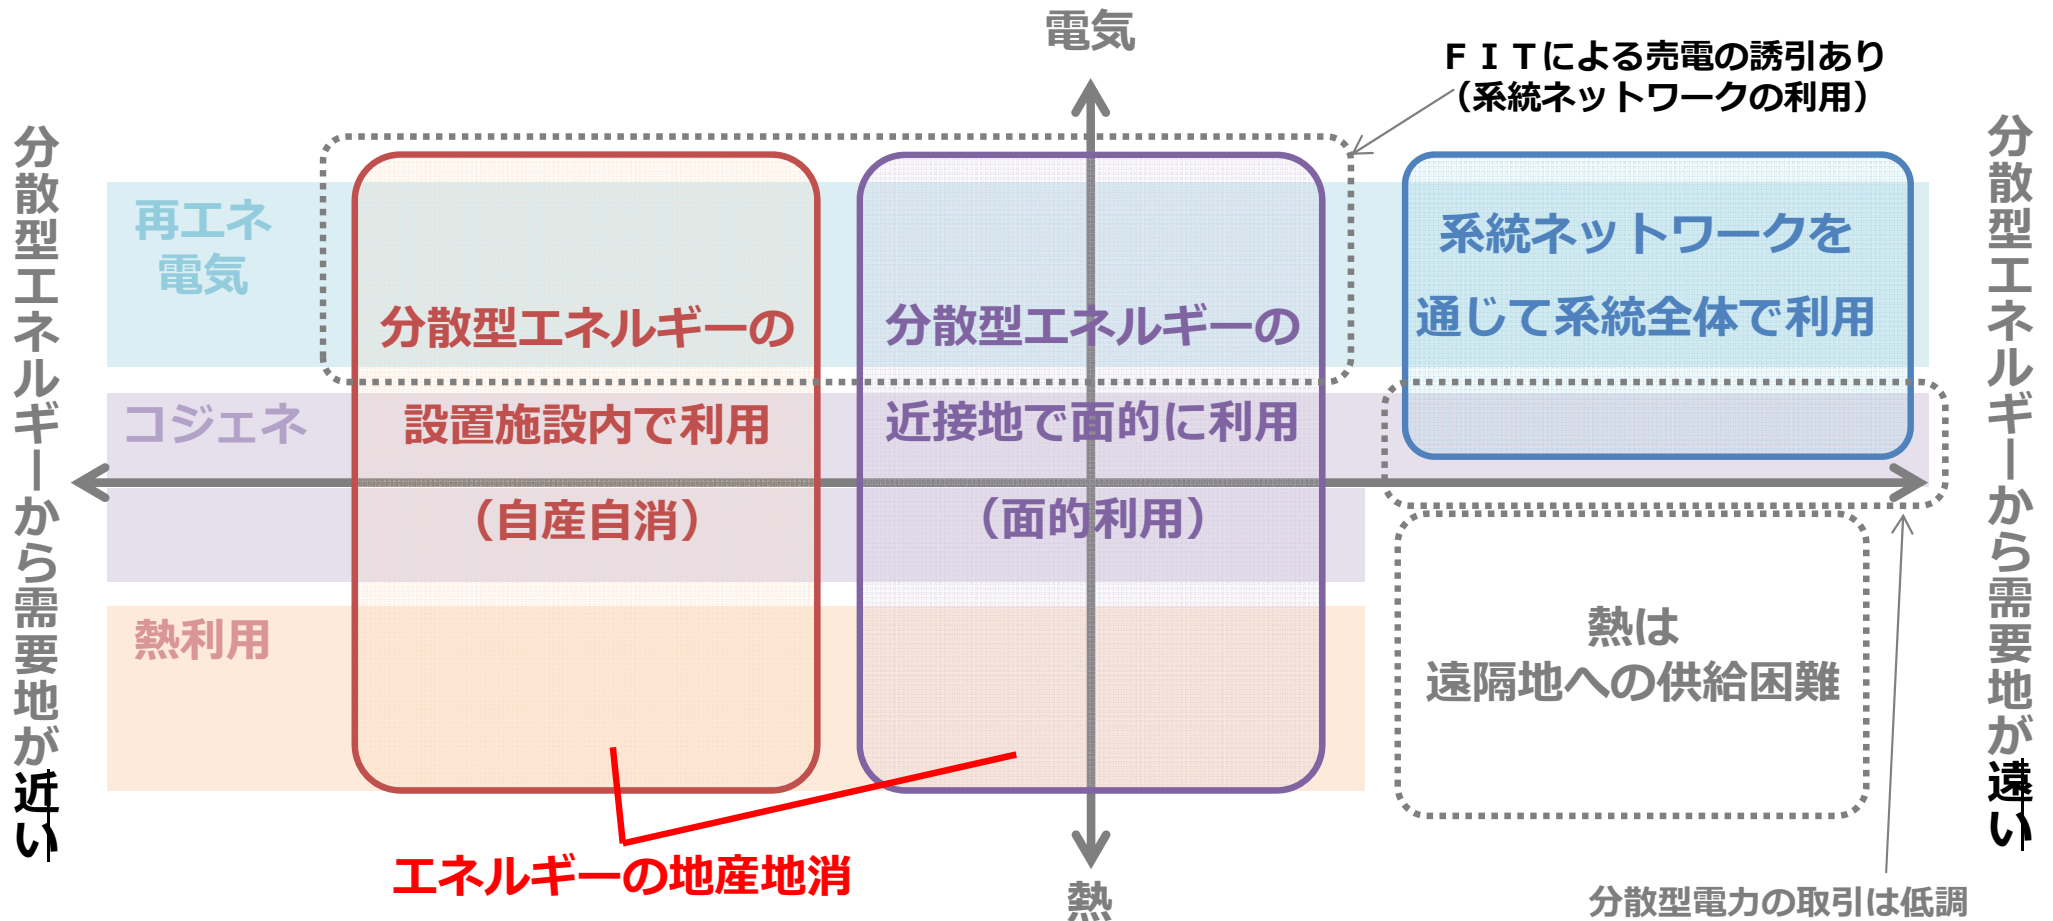 電気
ＦＩＴによる売電の誘引あり
（系統ネットワークの利用）
分散型エネルギーから需要地が近い
再エネ
電気
分散型エネルギーの
設置施設内で利用
（自産自消）
分散型エネルギーの
近接地で面的に利用
（面的利用）
系統ネットワークを
通じて系統全体で利用
分散型エネルギーから需要地が遠い
コジェネ
熱利用
熱は
遠隔地への供給困難
エネルギーの地産地消
熱
分散型電力の取引は低調